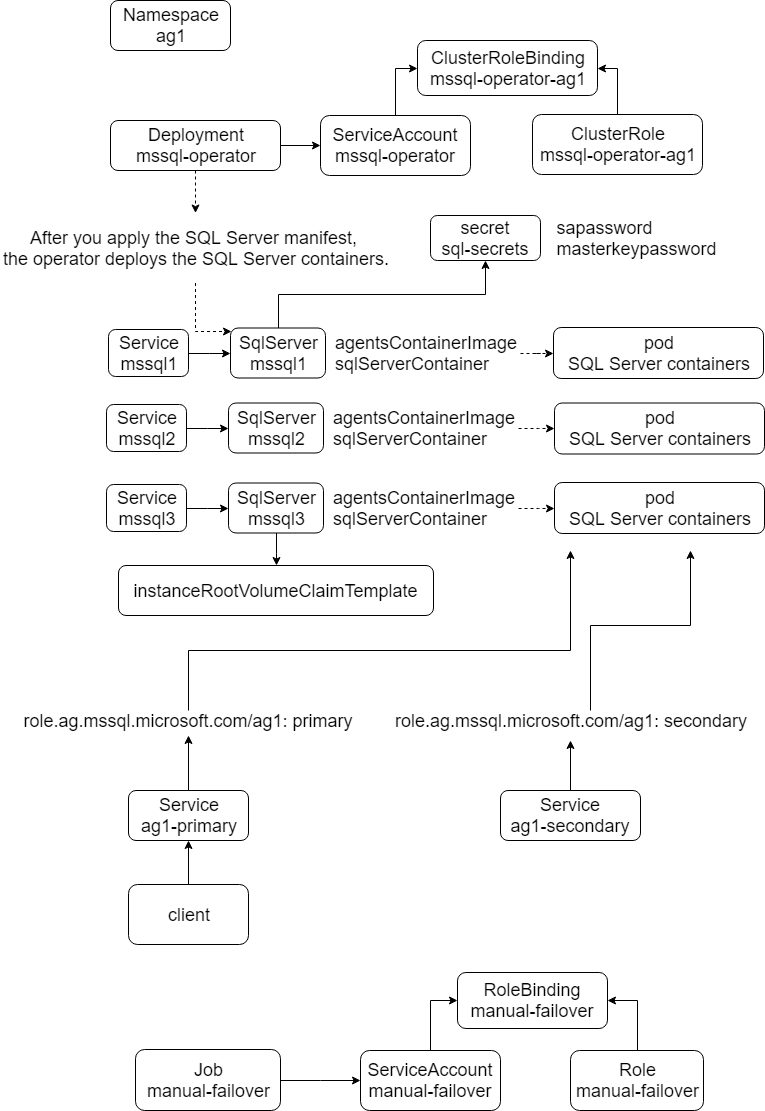 Namespace
ag1
ClusterRoleBinding
mssql-operator-ag1
Deployment
mssql-operator
ServiceAccount
mssql-operator
ClusterRole
mssql-operator-ag1
After you apply the SQL Server manifest,
the operator deploys the SQL Server containers.
secret
sql-secrets
sapassword
masterkeypassword
Service
mssql1
SqlServer
mssql1
agentsContainerImage
sqlServerContainer
pod
SQL Server containers
Service
mssql2
SqlServer
mssql2
agentsContainerImage
sqlServerContainer
pod
SQL Server containers
Service
mssql3
SqlServer
mssql3
agentsContainerImage
sqlServerContainer
pod
SQL Server containers
instanceRootVolumeClaimTemplate
role.ag.mssql.microsoft.com/ag1: primary
role.ag.mssql.microsoft.com/ag1: secondary
Service
ag1-primary
Service
ag1-secondary
client
RoleBinding
manual-failover
Job
manual-failover
ServiceAccount
manual-failover
Role
manual-failover